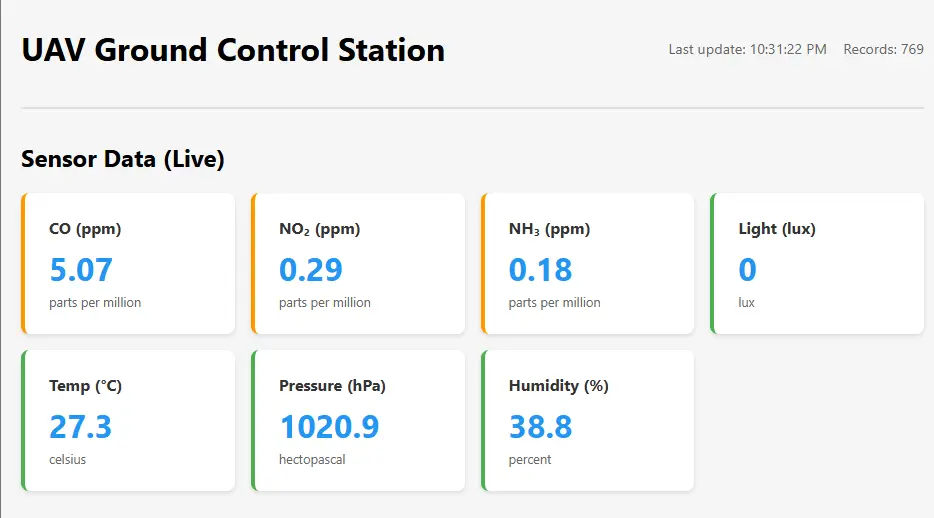 UAV Ground Control Station
Last update: 10:31:22 PM Records: 769
Sensor Data (Live)
CO (ppm)
5.07
parts per million
NO₂ (ppm)
0.29
parts per million
NH₃ (ppm)
0.18
parts per million
Light (lux)
0
lux
Temp (°C)
27.3
celsius
Pressure (hPa)
1020.9
hectopascal
Humidity (%)
38.8
percent